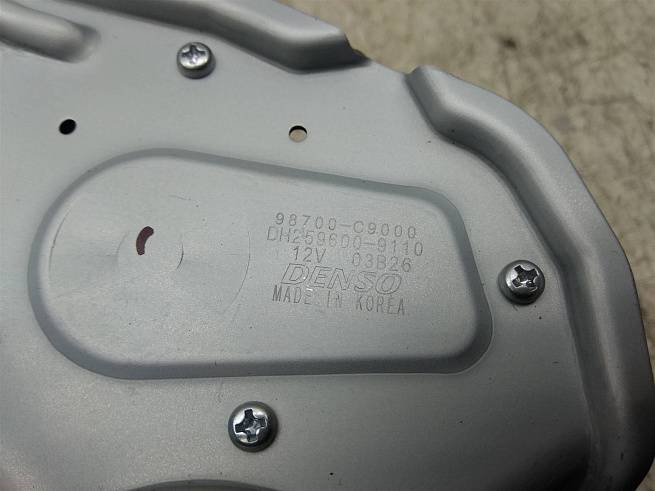 98700-C9000
DH259600-9110
12V 03B26
DENSO
MADE IN KOREA